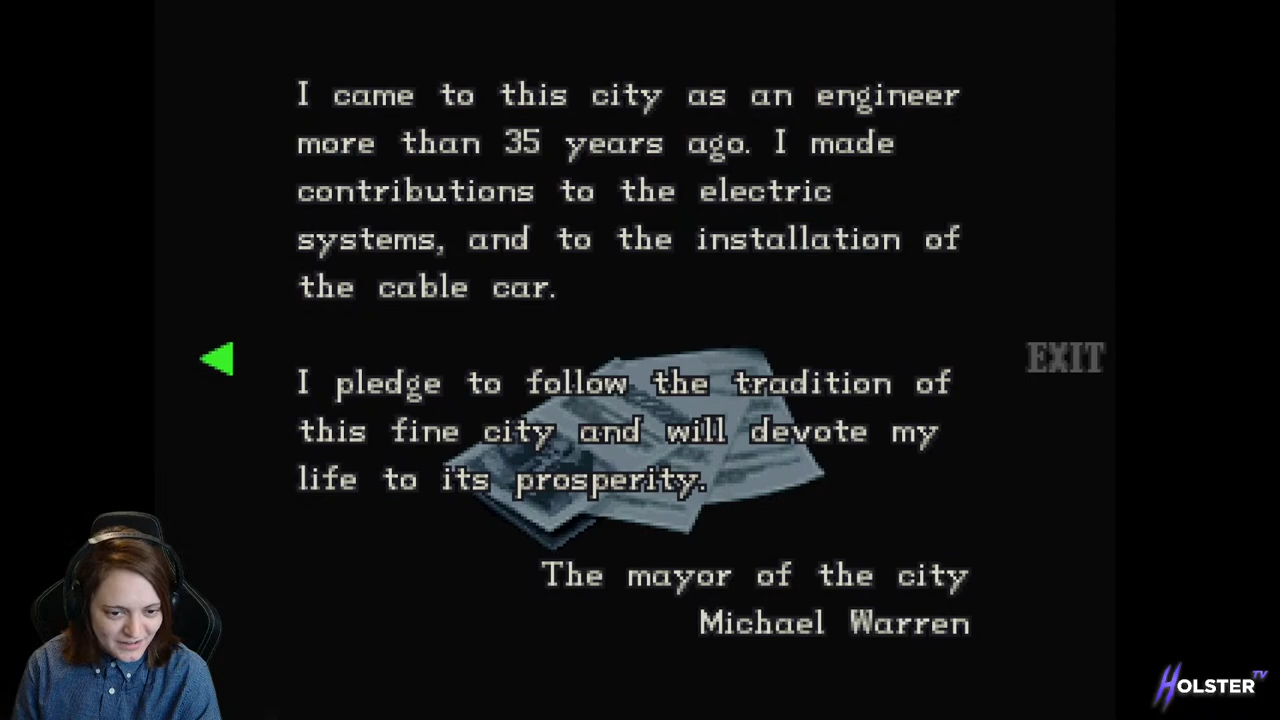 I came to this city as an engineer
more than 35 years ago. I made
contributions to the electric
systems, and to the installation of
the cable car.
EXIT
I pledge to follow the tradition of
this fine city and will devote my
life to its prosperity.
The mayor of the city
Michael Warren
HOLSTER TV